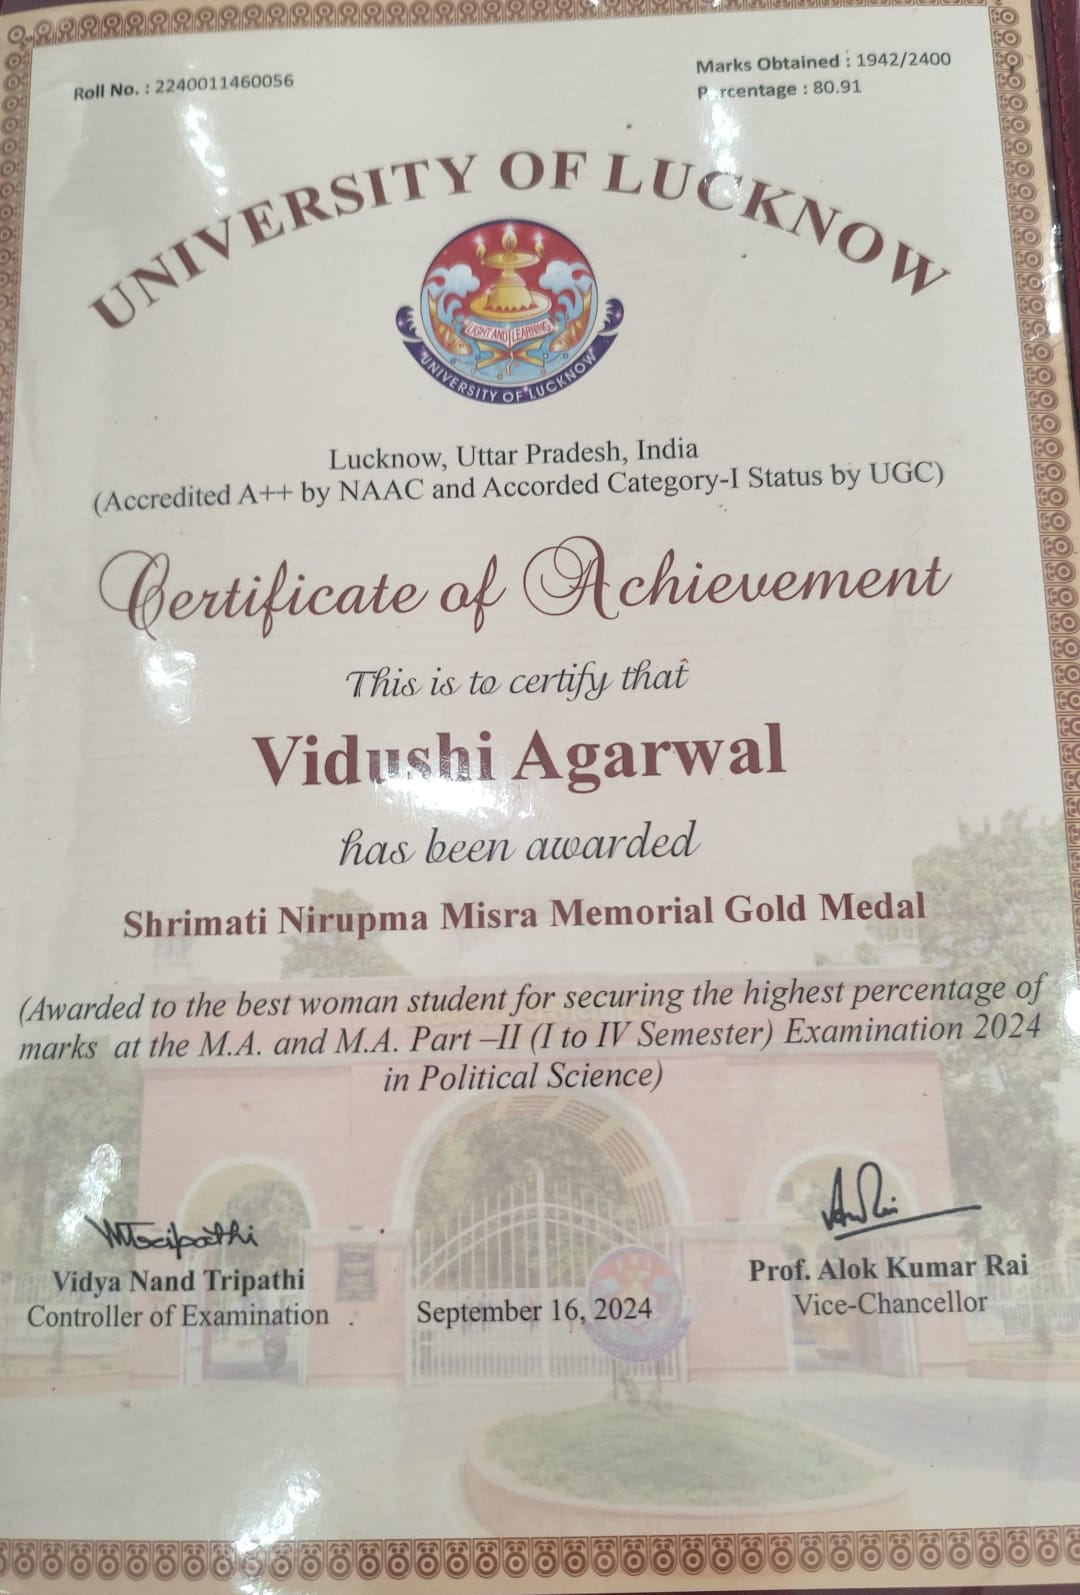 Roll No. : 2240011460056
Marks Obtained : 1942/2400
Percentage : 80.91
UNIVERSITY OF LUCKNOW
LIGHT AND LEARNING
UNIVERSITY OF LUCKNOW
Lucknow, Uttar Pradesh, India
(Accredited A++ by NAAC and Accorded Category-I Status by UGC)
Certificate of Achievement
This is to certify that
Vidushi Agarwal
has been awarded
Shrimati Nirupma Misra Memorial Gold Medal
(Awarded to the best woman student for securing the highest percentage of
marks at the M.A. and M.A. Part –II (I to IV Semester) Examination 2024
in Political Science)
Vidya Nand Tripathi
Controller of Examination .
September 16, 2024
Prof. Alok Kumar Rai
Vice-Chancellor